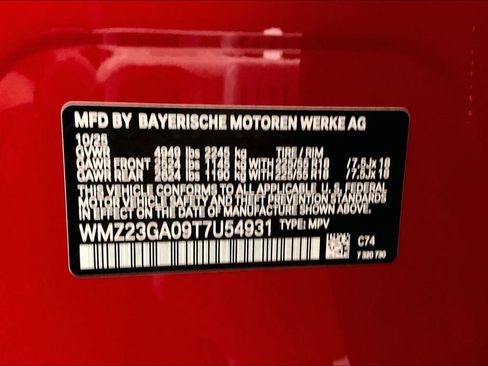 MFD BY BAYERISCHE MOTOREN WERKE AG
10/25
GVWR 4949 lbs 2245 kg TIRE / RIM
GAWR FRONT 2524 lbs 1145 kg WITH 225/55 R18 / 7,5Jx18
GAWR REAR 2624 lbs 1190 kg WITH 225/55 R18 / 7,5Jx18
THIS VEHICLE CONFORMS TO ALL APPLICABLE U.S. FEDERAL
MOTOR VEHICLE SAFETY, BUMPER, AND THEFT PREVENTION
STANDARDS IN EFFECT ON THE DATE OF MANUFACTURE SHOWN ABOVE.
WMZ23GA09T7U54931 TYPE: MPV
C74
7 320 730